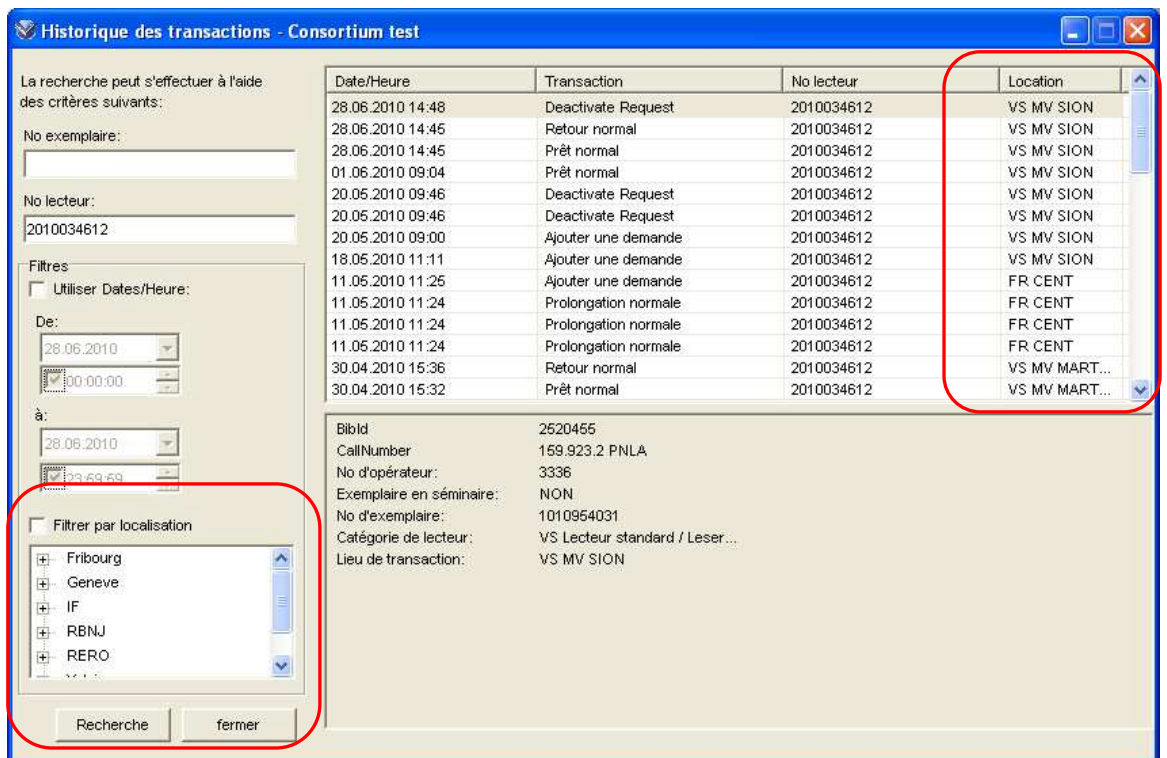 Historique des transactions - Consortium test
La recherche peut s'effectuer à l'aide
des critères suivants:
No exemplaire:
No lecteur:
2010034612
Filtres
Utiliser Dates/Heure:
De:
28.06.2010
00:00:00
à:
28.06.2010
23:59:59
Filtrer par localisation
Fribourg
Geneve
IF
RBNJ
RERO
Recherche fermer
Date/Heure Transaction No lecteur Location
28.06.2010 14:48 Deactivate Request 2010034612 VS MV SION
28.06.2010 14:45 Retour normal 2010034612 VS MV SION
28.06.2010 14:45 Prêt normal 2010034612 VS MV SION
01.06.2010 09:04 Prêt normal 2010034612 VS MV SION
20.05.2010 09:46 Deactivate Request 2010034612 VS MV SION
20.05.2010 09:46 Deactivate Request 2010034612 VS MV SION
20.05.2010 09:00 Ajouter une demande 2010034612 VS MV SION
18.05.2010 11:11 Ajouter une demande 2010034612 VS MV SION
11.05.2010 11:25 Ajouter une demande 2010034612 FR CENT
11.05.2010 11:24 Prolongation normale 2010034612 FR CENT
11.05.2010 11:24 Prolongation normale 2010034612 FR CENT
11.05.2010 11:24 Prolongation normale 2010034612 FR CENT
30.04.2010 15:36 Retour normal 2010034612 VS MV MART...
30.04.2010 15:32 Prêt normal 2010034612 VS MV MART...
BibId 2520455
CallNumber 159.923.2 PNLA
No d'opérateur: 3336
Exemplaire en séminaire: NON
No d'exemplaire: 1010954031
Catégorie de lecteur: VS Lecteur standard / Leser...
Lieu de transaction: VS MV SION